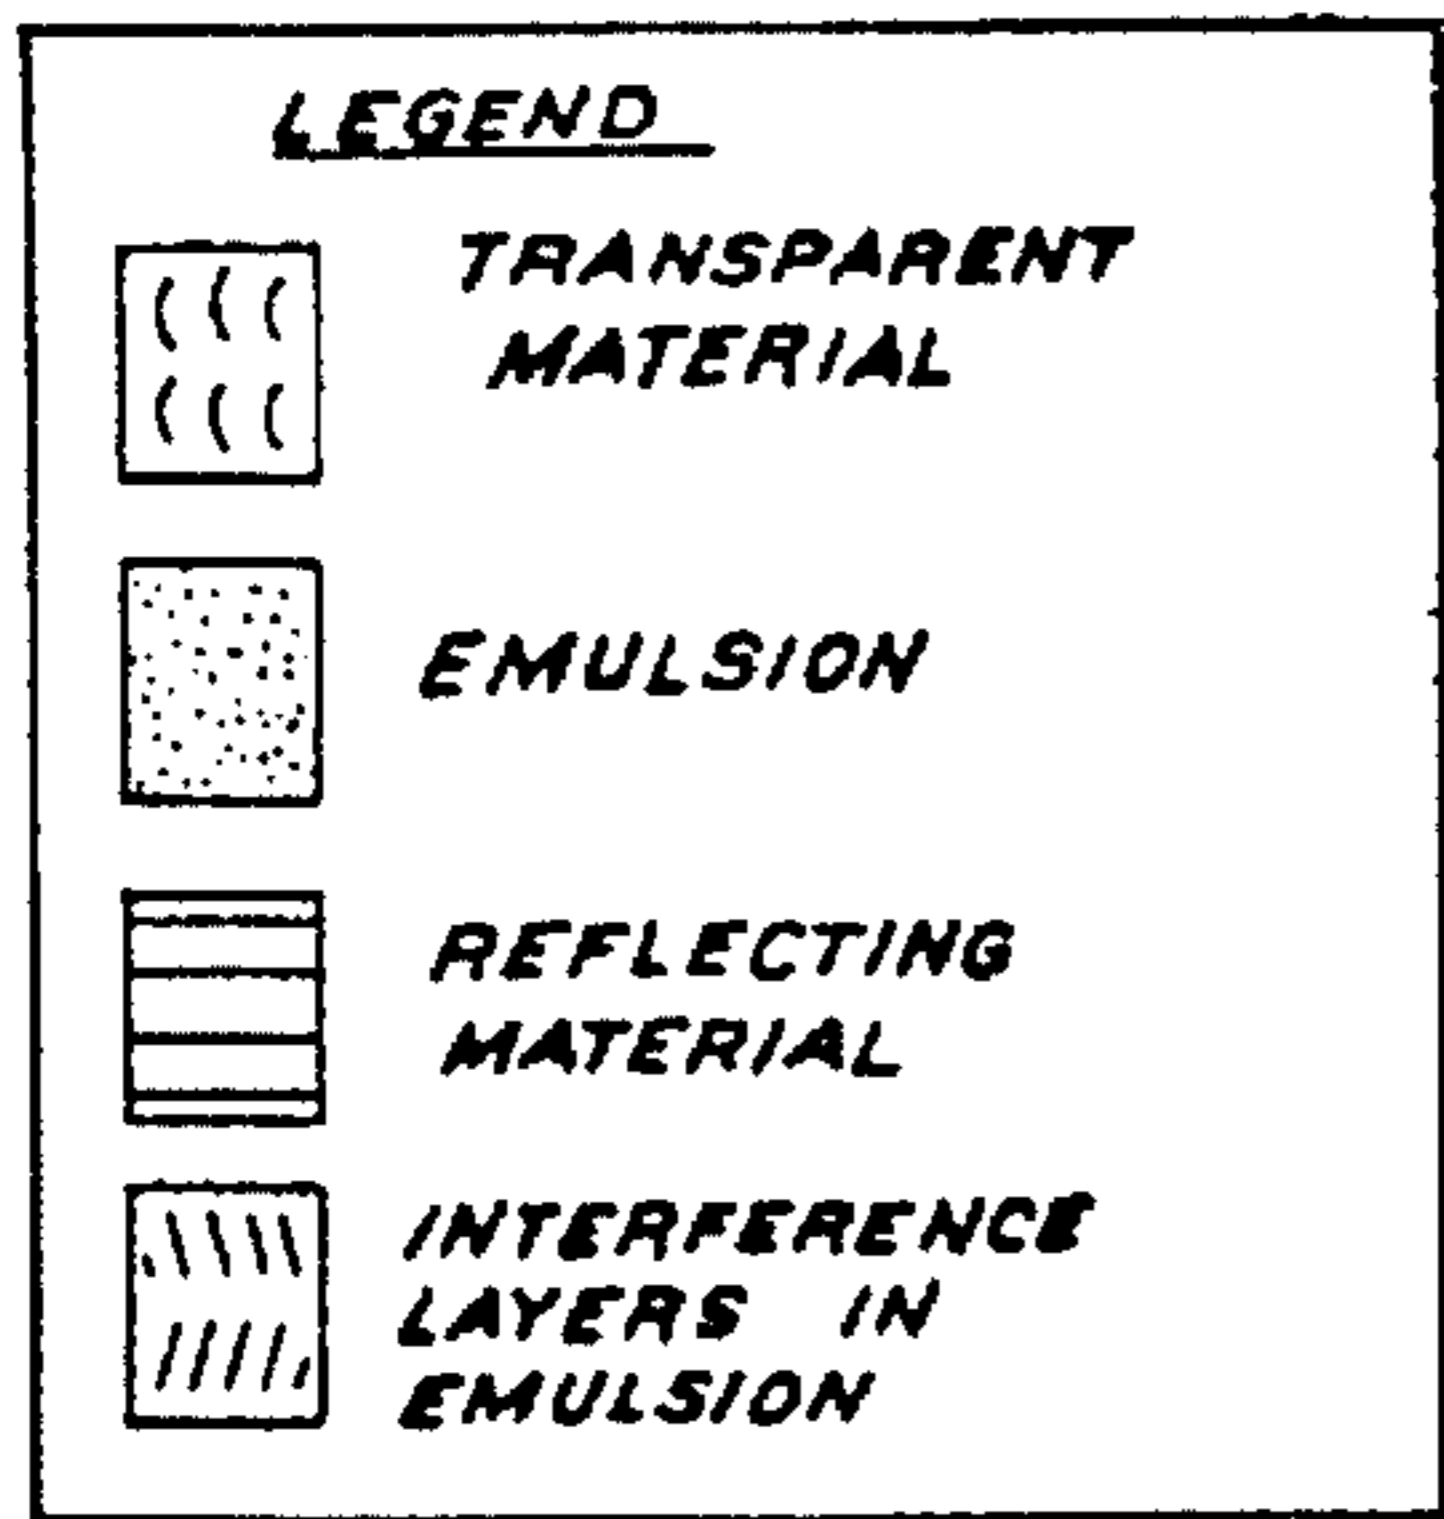 LEGEND
TRANSPARENT
MATERIAL
EMULSION
REFLECTING
MATERIAL
INTERFERENCE
LAYERS IN
EMULSION